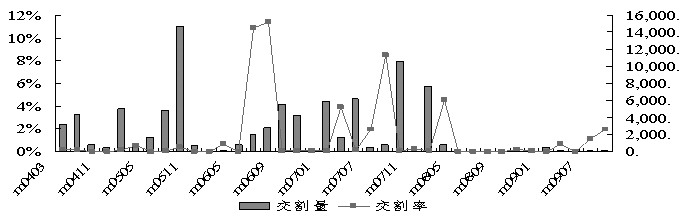 12%
10%
8%
6%
4%
2%
0%
16,000.
14,000.
12,000.
10,000.
8,000.
6,000.
4,000.
2,000.
0.
m0403
m0411
m0505
m0511
m0605
m0609
m0701
m0707
m0711
m0805
m0809
m0901
m0907
交割量
交割率